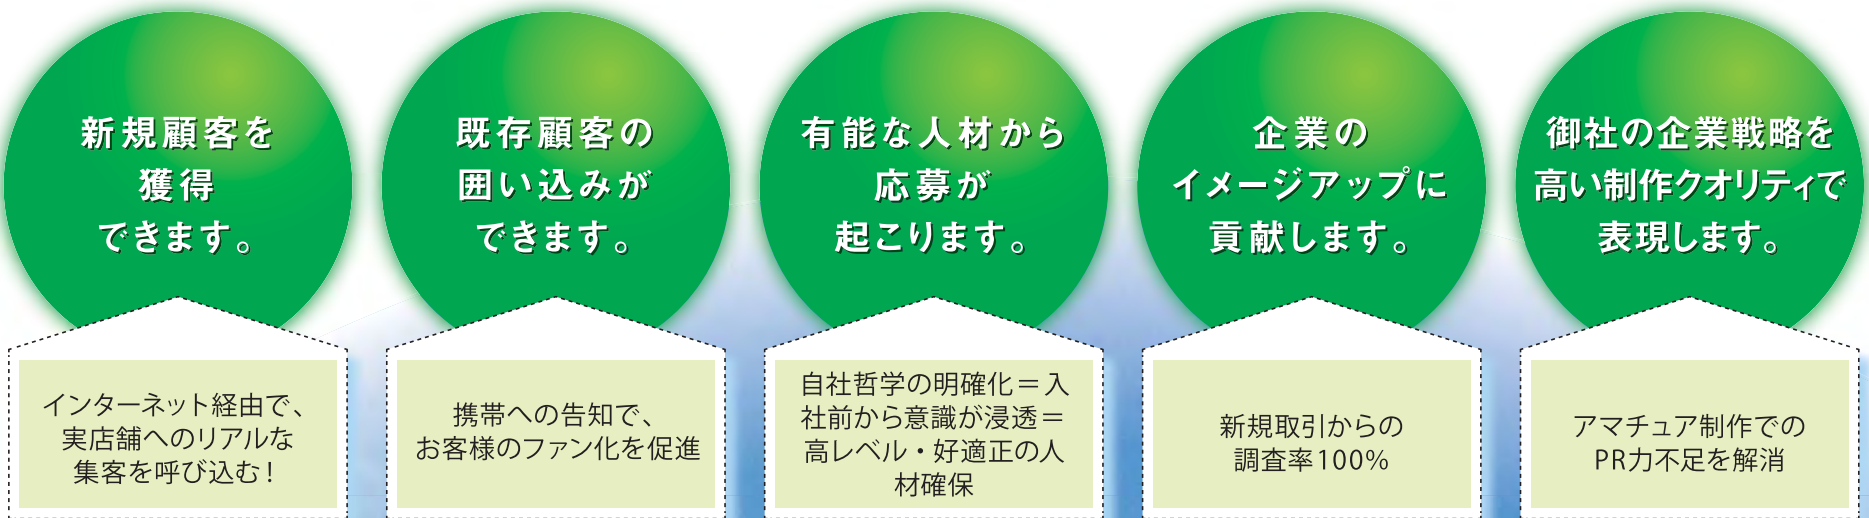 新規顧客を
獲得
できます。
インターネット経由で、
実店舗へのリアルな
集客を呼び込む！
既存顧客の
囲い込みが
できます。
携帯への告知で、
お客様のファン化を促進
有能な人材から
応募が
起こります。
自社哲学の明確化＝入
社前から意識が浸透＝
高レベル・好適正の人
材確保
企業の
イメージアップに
貢献します。
新規取引からの
調査率100%
御社の企業戦略を
高い制作クオリティで
表現します。
アマチュア制作での
PR力不足を解消